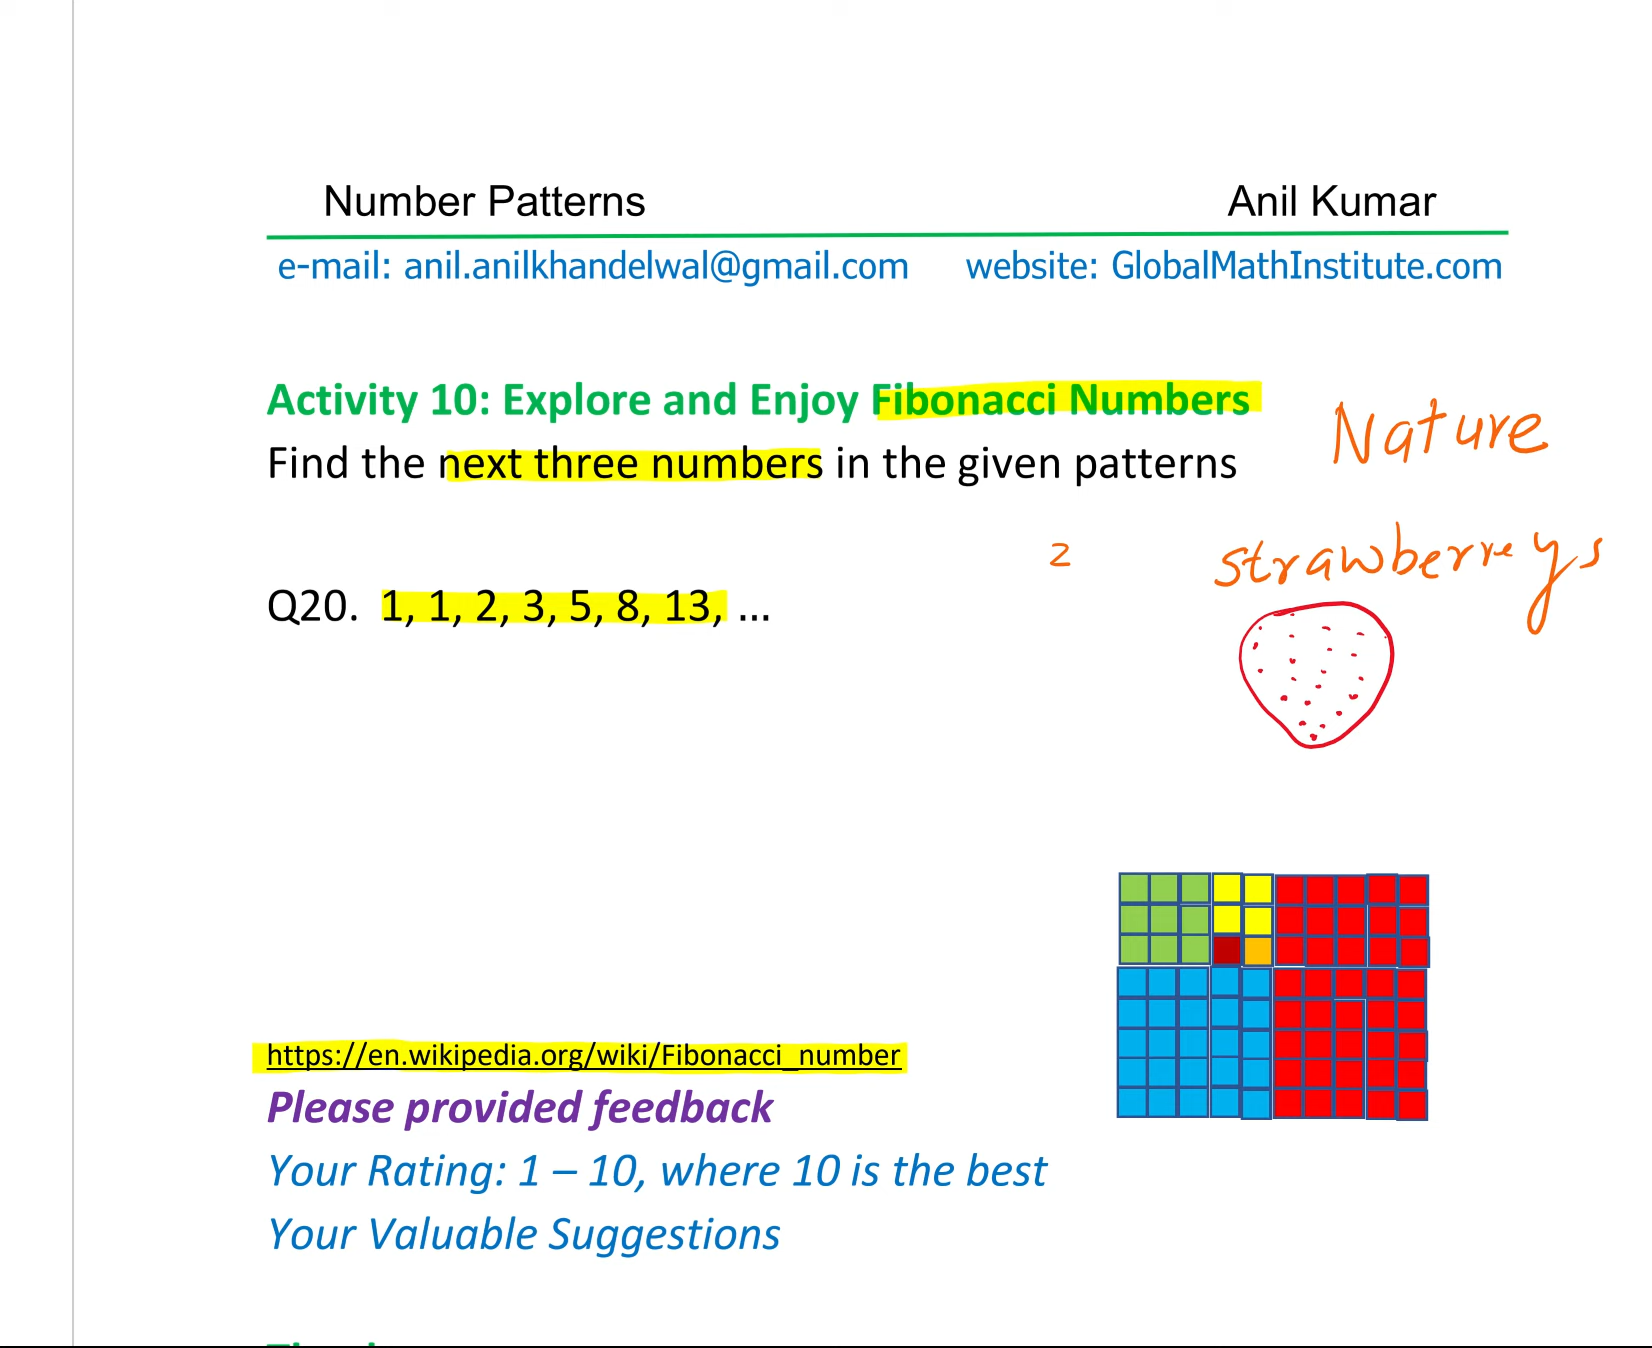 Number Patterns Anil Kumar
e-mail: anil.anilkhandelwal@gmail.com website: GlobalMathInstitute.com
Activity 10: Explore and Enjoy Fibonacci Numbers
Nature
Find the next three numbers in the given patterns
2
Q20. 1, 1, 2, 3, 5, 8, 13, ...
https://en.wikipedia.org/wiki/Fibonacci_number
Please provided feedback
Your Rating: 1 – 10, where 10 is the best
Your Valuable Suggestions